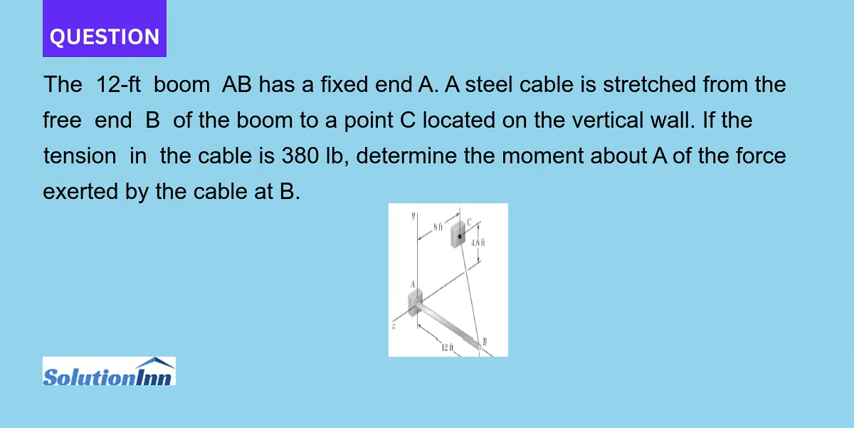 QUESTION
The 12-ft boom AB has a fixed end A. A steel cable is stretched from the
free end B of the boom to a point C located on the vertical wall. If the
tension in the cable is 380 lb, determine the moment about A of the force
exerted by the cable at B.
y
8 ft
C
4.8 ft
A
z
12 ft
B
SolutionInn